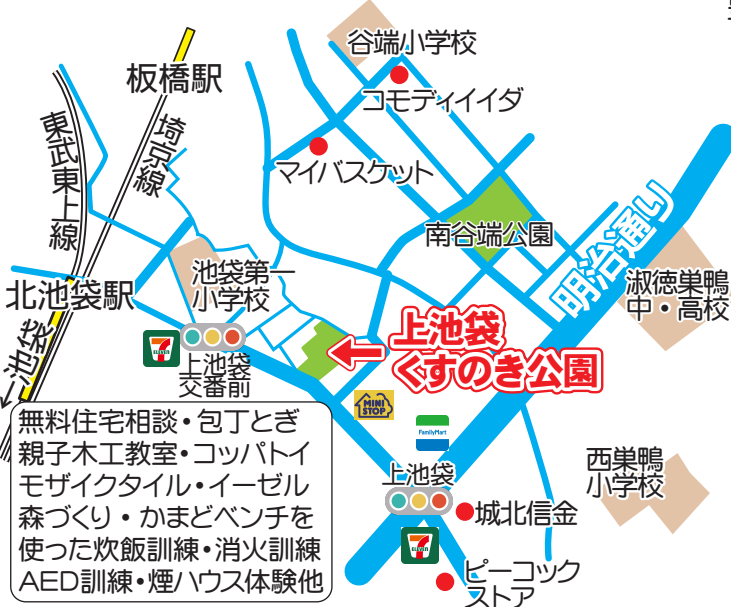 谷端小学校
コモディイイダ
板橋駅
埼京線
東武東上線
マイバスケット
南谷端公園
明治通り
淑徳巣鴨
中・高校
池袋第一
小学校
北池袋駅
←池袋
7
ELEVEN
上池袋
交番前
上池袋
くすのき公園
MINI
STOP
FamilyMart
上池袋
西巣鴨
小学校
城北信金
7
ELEVEN
ピーコック
ストア
無料住宅相談・包丁とぎ
親子木工教室・コッパトイ
モザイクタイル・イーゼル
森づくり・かまどベンチを
使った炊飯訓練・消火訓練
AED訓練・煙ハウス体験他